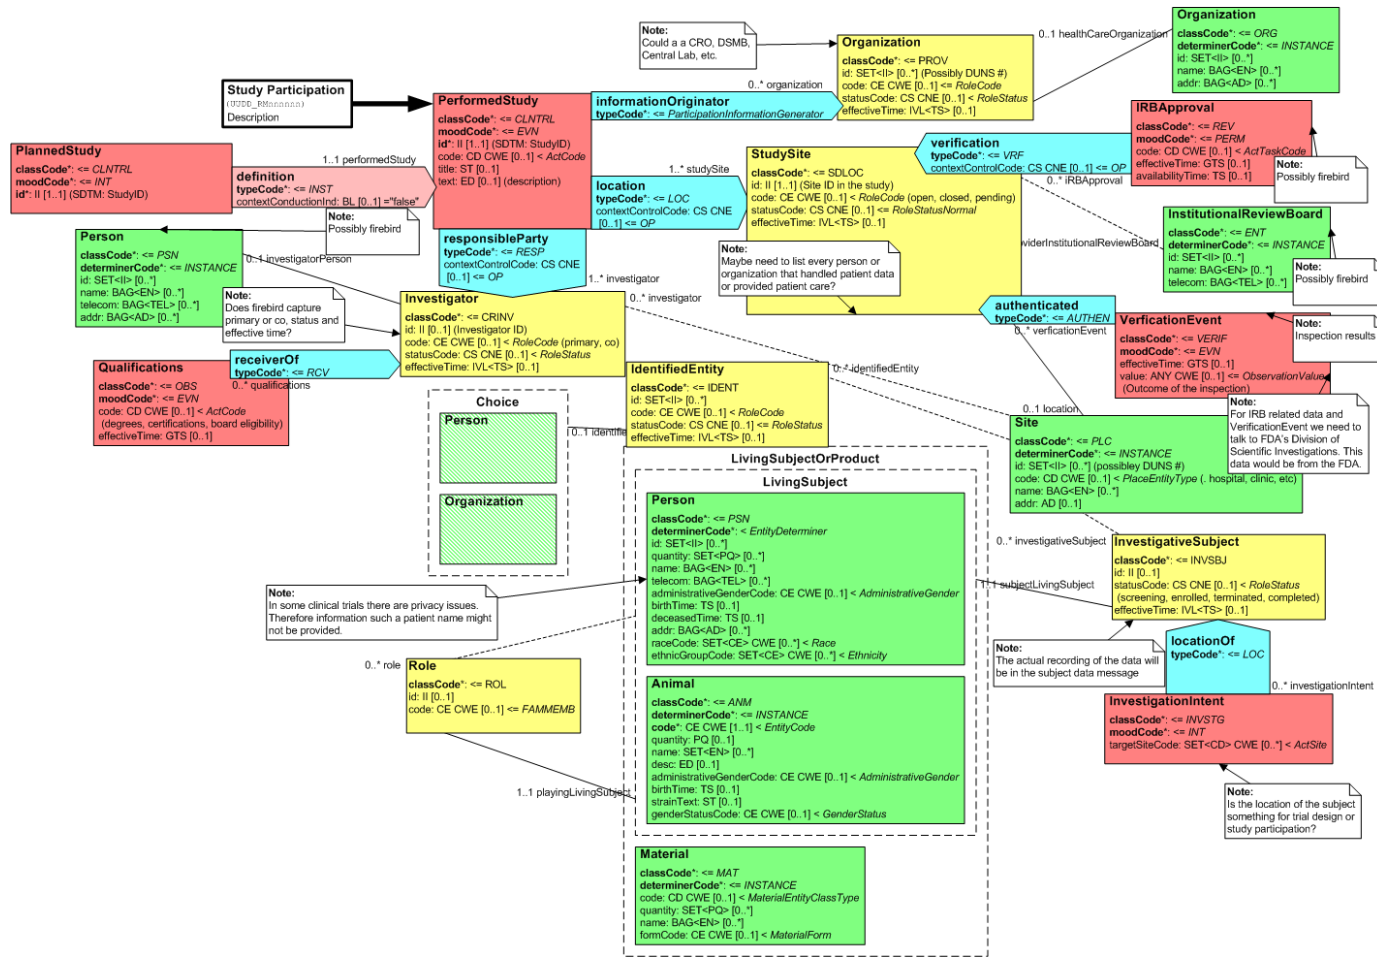 Note:
Could a a CRO, DSMB,
Central Lab, etc.
Organization
classCode*: <= PROV
id: SET<II> [0..*] (Possibly DUNS #)
code: CE CWE [0..1] <= RoleCode
statusCode: CS CNE [0..1] < RoleStatus
effectiveTime: IVL<TS> [0..1]
0..1 healthCareOrganization
Organization
classCode*: <= ORG
determinerCode*: <= INSTANCE
id: SET<II> [0..*]
name: BAG<EN> [0..*]
addr: BAG<AD> [0..*]
Study Participation
Description
PerformedStudy
classCode*: <= CLNTRL
moodCode*: <= EVN
id*: II [1..1] (SDTM: StudyID)
code: CD CWE [0..1] < ActCode
title: ST [0..1]
text: ED [0..1] (description)
0..* organization
informationOriginator
typeCode*: <= ParticipationInformationGenerator
PlannedStudy
classCode*: <= CLNTRL
moodCode*: <= INT
id*: II [1..1] (SDTM: StudyID)
1..1 performedStudy
definition
typeCode*: <= INST
contextConductionInd: BL [0..1] ="false"
Note:
Possibly firebird
1..* studySite
location
typeCode*: <= LOC
contextControlCode: CS CNE
[0..1] <= OP
StudySite
classCode*: <= SDLOC
id: II [1..1] (Site ID in the study)
code: CE CWE [0..1] < RoleCode (open, closed, pending)
statusCode: CS CNE [0..1] <= RoleStatusNormal
effectiveTime: IVL<TS> [0..1]
Note:
Maybe need to list every person or
organization that handled patient data
or provided patient care?
verification
typeCode*: <= VRF
contextControlCode: CS CNE [0..1] <= OP
0..* iRBApproval
IRBApproval
classCode*: <= REV
moodCode*: <= PERM
code: CD CWE [0..1] < ActTaskCode
effectiveTime: GTS [0..1]
availabilityTime: TS [0..1]
Note:
Possibly firebird
InstitutionalReviewBoard
classCode*: <= ENT
determinerCode*: <= INSTANCE
id: SET<II> [0..*]
name: BAG<EN> [0..*]
telecom: BAG<TEL> [0..*]
Note:
Possibly firebird
viderInstitutionalReviewBoard
Person
classCode*: <= PSN
determinerCode*: <= INSTANCE
id: SET<II> [0..*]
name: BAG<EN> [0..*]
telecom: BAG<TEL> [0..*]
addr: BAG<AD> [0..*]
0..1 investigatorPerson
Note:
Does firebird capture
primary or co, status and
effective time?
responsibleParty
typeCode*: <= RESP
contextControlCode: CS CNE
[0..1] <= OP
1..* investigator
0..* investigator
Investigator
classCode*: <= CRINV
id: II [0..1] (Investigator ID)
code: CE CWE [0..1] < RoleCode (primary, co)
statusCode: CS CNE [0..1] < RoleStatus
effectiveTime: IVL<TS> [0..1]
authenticated
typeCode*: <= AUTHEN
0..* verficationEvent
VerficationEvent
classCode*: <= VERIF
moodCode*: <= EVN
effectiveTime: GTS [0..1]
value: ANY CWE [0..1] <= ObservationValue
(Outcome of the inspection)
Note:
Inspection results
Note:
For IRB related data and
VerificationEvent we need to
talk to FDA's Division of
Scientific Investigations. This
data would be from the FDA.
Qualifications
classCode*: <= OBS
moodCode*: <= EVN
code: CD CWE [0..1] < ActCode
(degrees, certifications, board eligibility)
effectiveTime: GTS [0..1]
receiverOf
typeCode*: <= RCV
0..* qualifications
IdentifiedEntity
classCode*: <= IDENT
id: SET<II> [0..*]
code: CE CWE [0..1] < RoleCode
statusCode: CS CNE [0..1] <= RoleStatus
effectiveTime: IVL<TS> [0..1]
0..* identifiedEntity
0..1 location
Choice
Person
Organization
0..1 identifie
Site
classCode*: <= PLC
determinerCode*: <= INSTANCE
id: SET<II> [0..*] (possibley DUNS #)
code: CD CWE [0..1] < PlaceEntityType (. hospital, clinic, etc)
name: BAG<EN> [0..*]
addr: AD [0..1]
LivingSubjectOrProduct
LivingSubject
Person
classCode*: <= PSN
determinerCode*: < EntityDeterminer
id: SET<II> [0..*]
quantity: SET<PQ> [0..*]
name: BAG<EN> [0..*]
telecom: BAG<TEL> [0..*]
administrativeGenderCode: CE CWE [0..1] < AdministrativeGender
birthTime: TS [0..1]
deceasedTime: TS [0..1]
addr: BAG<AD> [0..*]
raceCode: SET<CE> CWE [0..*] < Race
ethnicGroupCode: SET<CE> CWE [0..*] < Ethnicity
Note:
In some clinical trials there are privacy issues.
Therefore information such a patient name might
not be provided.
0..* investigativeSubject
InvestigativeSubject
classCode*: <= INVSBJ
id: II [0..1]
statusCode: CS CNE [0..1] < RoleStatus
(screening, enrolled, terminated, completed)
effectiveTime: IVL<TS> [0..1]
1..1 subjectLivingSubject
Note:
The actual recording of the data will
be in the subject data message
locationOf
typeCode*: <= LOC
0..* investigationIntent
0..* role
Role
classCode*: <= ROL
id: II [0..1]
code: CE CWE [0..1] <= FAMMEMB
1..1 playingLivingSubject
Animal
classCode*: <= ANM
determinerCode*: <= INSTANCE
code*: CE CWE [1..1] < EntityCode
quantity: PQ [0..1]
name: SET<EN> [0..*]
desc: ED [0..1]
administrativeGenderCode: CE CWE [0..1] < AdministrativeGender
birthTime: TS [0..1]
strainText: ST [0..1]
genderStatusCode: CE CWE [0..1] < GenderStatus
InvestigationIntent
classCode*: <= INVSTG
moodCode*: <= INT
targetSiteCode: SET<CD> CWE [0..*] < ActSite
Note:
Is the location of the subject
something for trial design or
study participation?
Material
classCode*: <= MAT
determinerCode*: <= INSTANCE
code: CD CWE [0..1] < MaterialEntityClassType
quantity: SET<PQ> [0..*]
name: BAG<EN> [0..*]
formCode: CE CWE [0..1] < MaterialForm